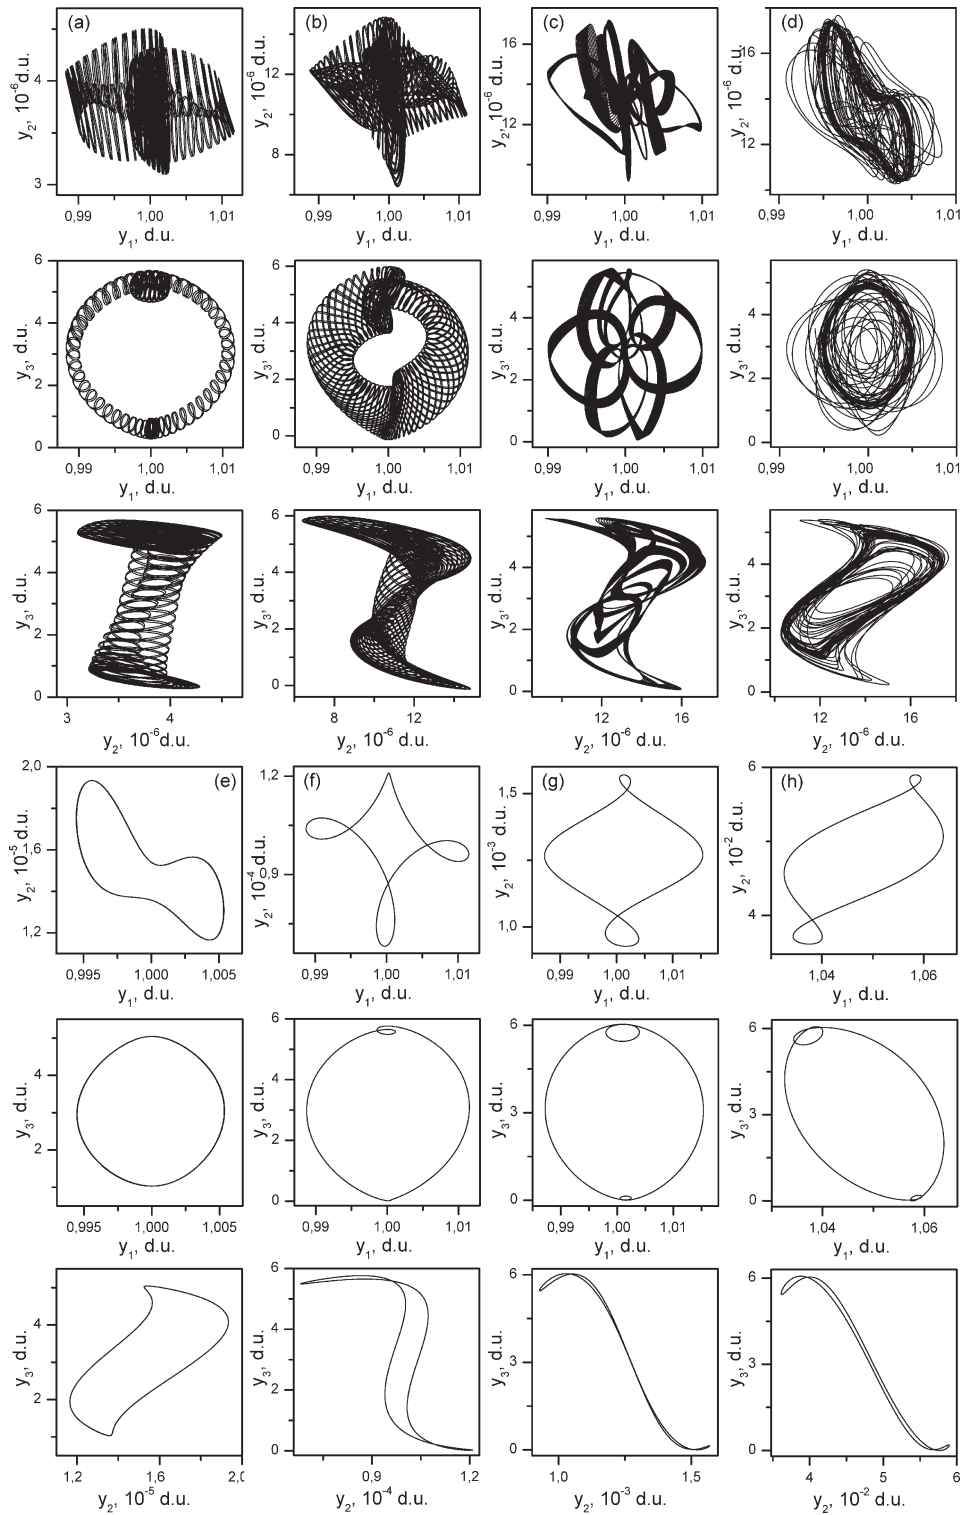 (a) (b) (c) (d)
y₂, 10⁻⁶ d.u. 4 3
y₂, 10⁻⁶ d.u. 16 12 8
y₂, 10⁻⁶ d.u. 16 12
y₂, 10⁻⁶ d.u. 16 12
0,99 1,00 1,01 0,99 1,00 1,01 0,99 1,00 1,01 0,99 1,00 1,01
y₁, d.u. y₁, d.u. y₁, d.u. y₁, d.u.
y₃, d.u. 6 4 2 0
y₃, d.u. 6 4 2 0
y₃, d.u. 4 2 0
y₃, d.u. 4 2 0
0,99 1,00 1,01 0,99 1,00 1,01 0,99 1,00 1,01 0,99 1,00 1,01
y₁, d.u. y₁, d.u. y₁, d.u. y₁, d.u.
y₃, d.u. 6 4 2 0
y₃, d.u. 6 4 2 0
y₃, d.u. 4 2 0
y₃, d.u. 4 2 0
3 4 8 12 12 16 12 16
y₂, 10⁻⁶ d.u. y₂, 10⁻⁶ d.u. y₂, 10⁻⁶ d.u. y₂, 10⁻⁶ d.u.
(e) (f) (g) (h)
y₂, 10⁻⁵ d.u. 2,0 1,6 1,2
y₂, 10⁻⁴ d.u. 1,2 0,9
y₂, 10⁻³ d.u. 1,5 1,0
y₂, 10⁻² d.u. 6 4
0,995 1,000 1,005 0,99 1,00 1,01 0,99 1,00 1,01 1,04 1,06
y₁, d.u. y₁, d.u. y₁, d.u. y₁, d.u.
y₃, d.u. 4 2
y₃, d.u. 6 4 2 0
y₃, d.u. 6 3 0
y₃, d.u. 6 3 0
0,995 1,000 1,005 0,99 1,00 1,01 0,99 1,00 1,01 1,04 1,06
y₁, d.u. y₁, d.u. y₁, d.u. y₁, d.u.
y₃, d.u. 4 2
y₃, d.u. 6 4 2 0
y₃, d.u. 6 3 0
y₃, d.u. 6 3 0
1,2 1,6 2,0 0,9 1,2 1,0 1,5 4 5 6
y₂, 10⁻⁵ d.u. y₂, 10⁻⁴ d.u. y₂, 10⁻³ d.u. y₂, 10⁻² d.u.